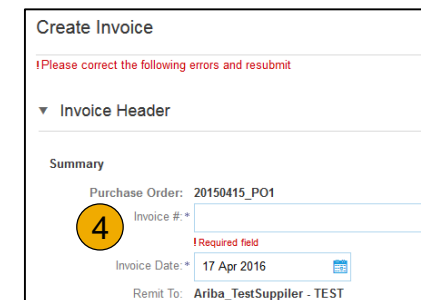 Create Invoice
!Please correct the following errors and resubmit
▼ Invoice Header
Summary
Purchase Order: 20150415_PO1
4
Invoice #:*
! Required field
Invoice Date:* 17 Apr 2016
Remit To: Ariba_TestSuppiler - TEST